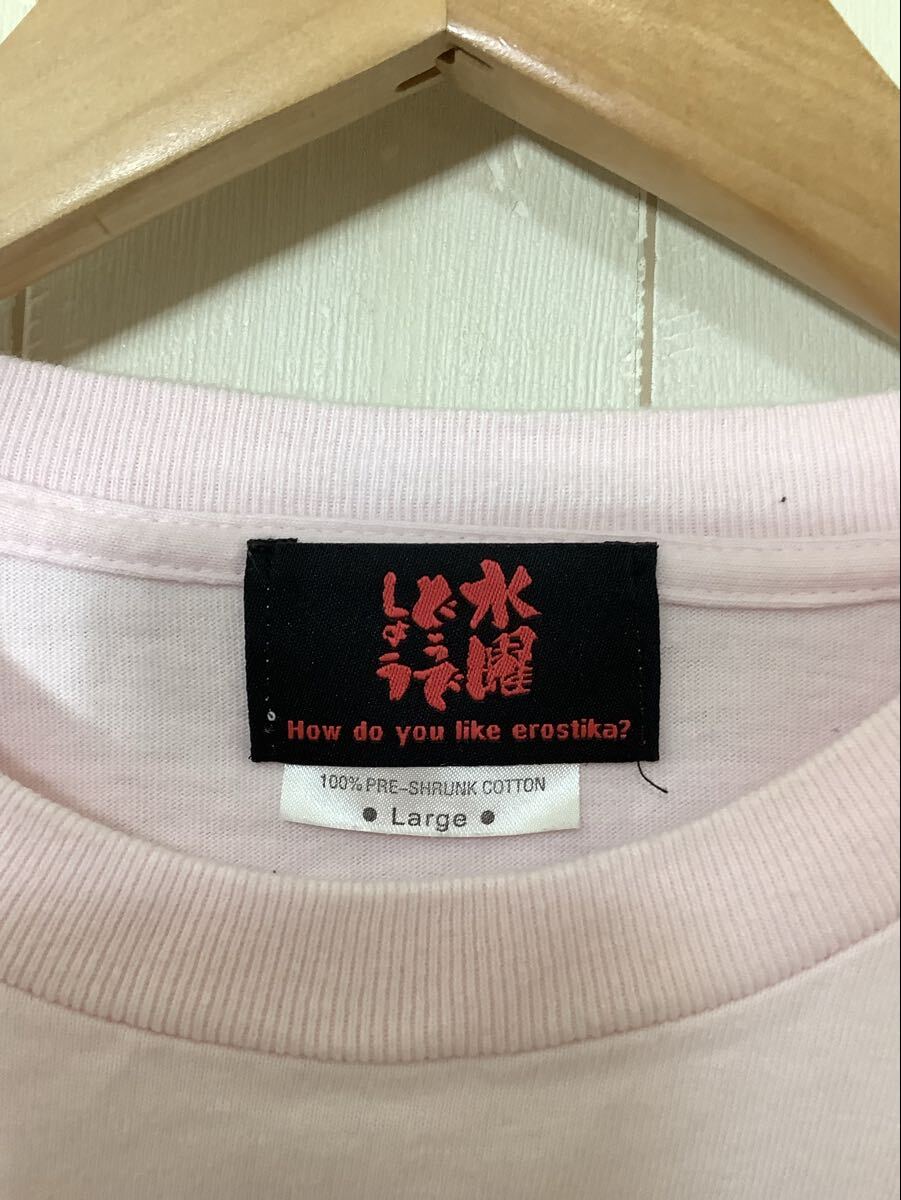 水曜
どうで
しょう
How do you like erostika?
100% PRE-SHRUNK COTTON
● Large ●